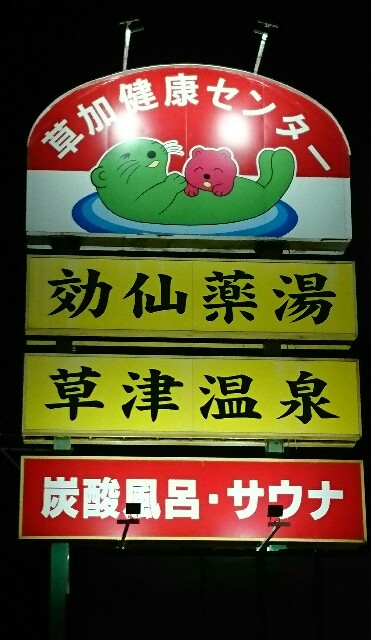 草加健康センター
効仙薬湯
草津温泉
炭酸風呂・サウナ